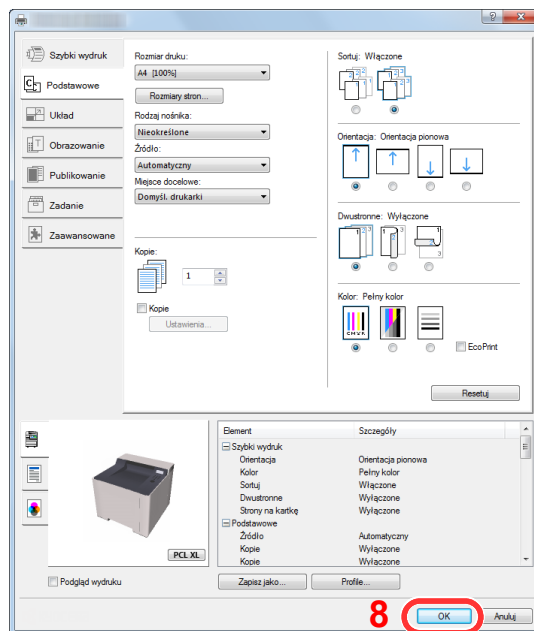 Szybki wydruk
Podstawowe
Układ
Obrazowanie
Publikowanie
Zadanie
Zaawansowane
Rozmiar druku:
A4 [100%]
Rozmiary stron...
Rodzaj nośnika:
Nieokreślone
Źródło:
Automatyczny
Miejsce docelowe:
Domyśl. drukarki
Kopie:
1
Kopie
Ustawienia...
Sortuj: Włączone
Orientacja: Orientacja pionowa
Dwustronne: Wyłączone
Kolor: Pełny kolor
CMYK
EcoPrint
Resetuj
PCL XL
Podgląd wydruku
Element Szczegóły
Szybki wydruk
Orientacja Orientacja pionowa
Kolor Pełny kolor
Sortuj Włączone
Dwustronne Wyłączone
Strony na kartkę Wyłączone
Podstawowe
Źródło Automatyczny
Kopie Wyłączone
Kopie Wyłączone
Zapisz jako... Profile...
8 OK Anuluj